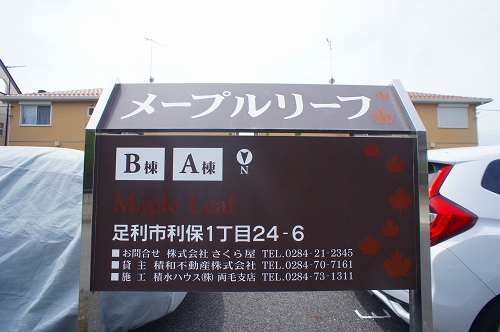 メープルリーフ
B棟 A棟 N
Maple Leaf
足利市利保1丁目24-6
■お問合せ 株式会社 さくら屋 TEL.0284-21-2345
■貸主 積和不動産株式会社 TEL.0284-70-7161
■施工 積水ハウス㈱ 両毛支店 TEL.0284-73-1311